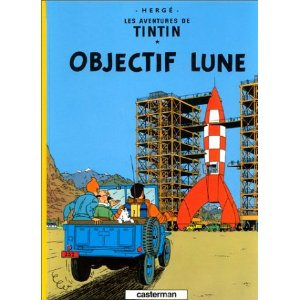 - HERGÉ -
LES AVENTURES DE
TINTIN
*
OBJECTIF LUNE
casterman